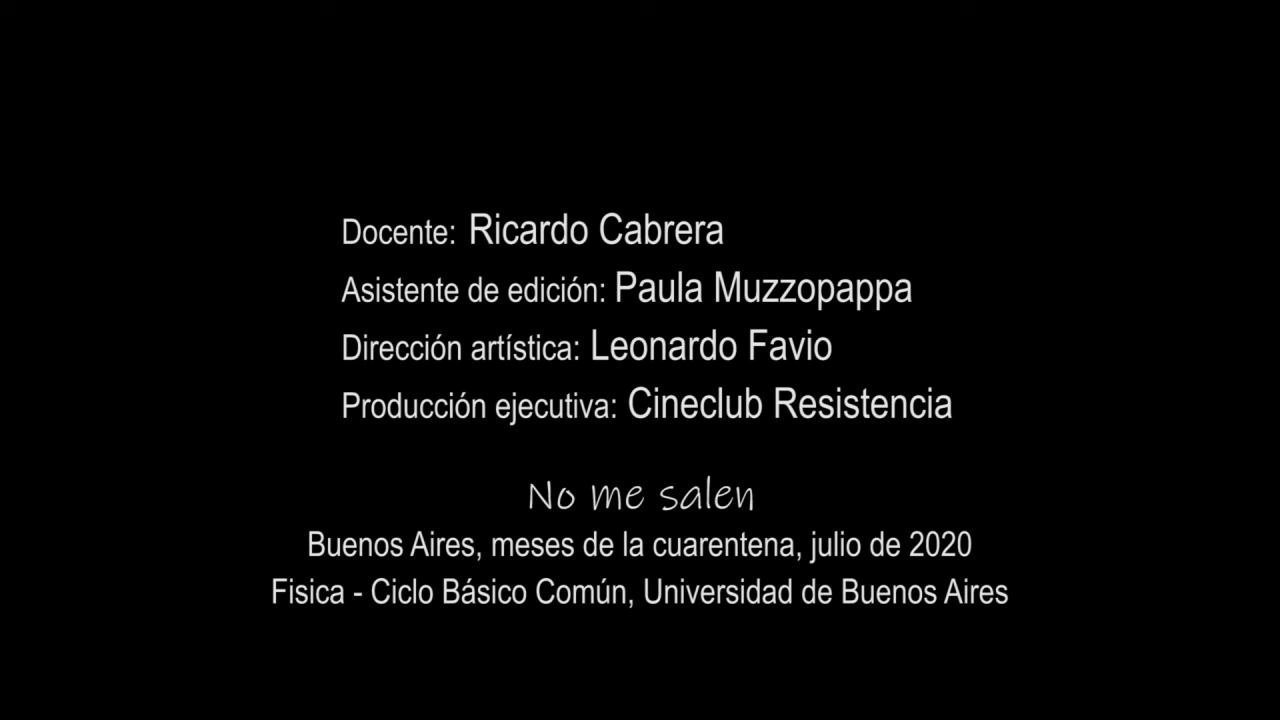 Docente: Ricardo Cabrera
Asistente de edición: Paula Muzzopappa
Dirección artística: Leonardo Favio
Producción ejecutiva: Cineclub Resistencia
No me salen
Buenos Aires, meses de la cuarentena, julio de 2020
Fisica - Ciclo Básico Común, Universidad de Buenos Aires